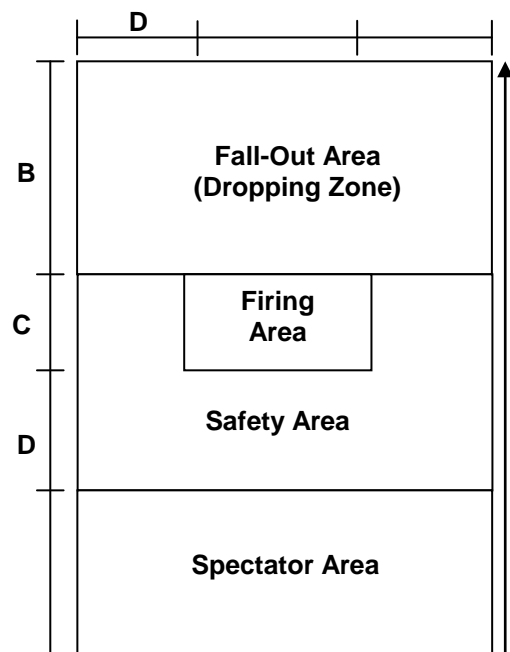 D
B
Fall-Out Area
(Dropping Zone)
C
Firing
Area
D
Safety Area
Spectator Area